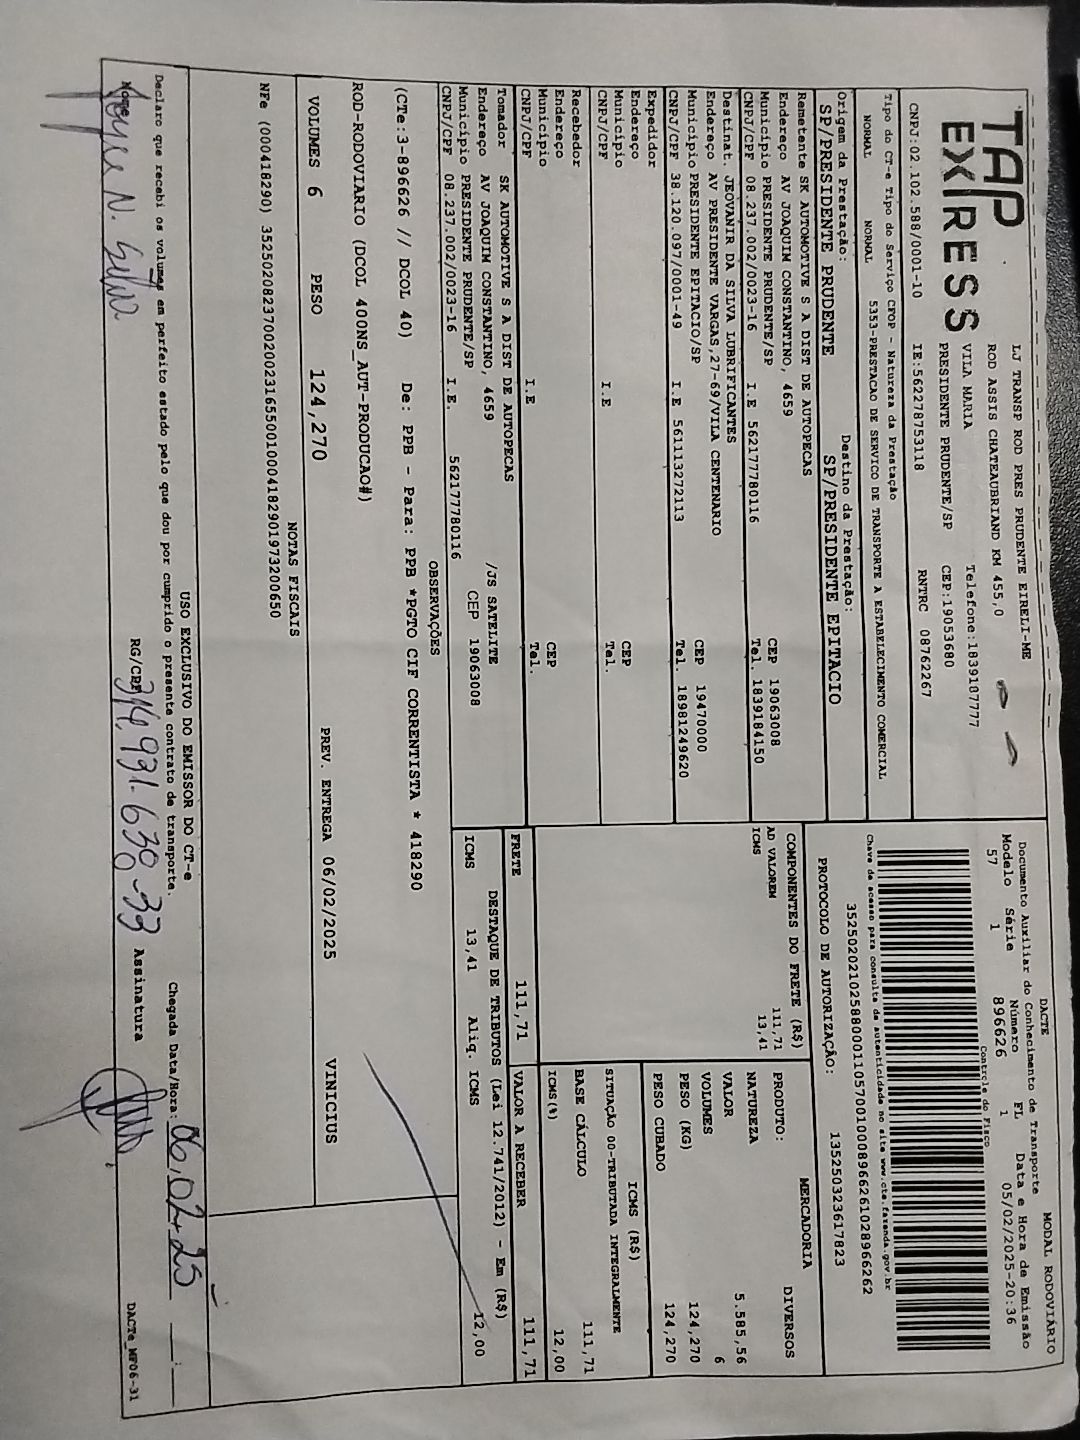 TAP EXPRESS
LJ TRANSP ROD PRES PRUDENTE EIRELI-ME
ROD ASSIS CHATEAUBRIAND KM 455,0
VILA MARIA Telefone:1839107777
PRESIDENTE PRUDENTE/SP CEP:19053680
CNPJ:02.102.588/0001-10 IE:562278753118 RNTRC 08762267
Tipo do CT-e Tipo do Serviço CFOP - Natureza da Prestação
NORMAL NORMAL 5353-PRESTACAO DE SERVICO DE TRANSPORTE A ESTABELECIMENTO COMERCIAL
Origem da Prestação: Destino da Prestação:
SP/PRESIDENTE PRUDENTE SP/PRESIDENTE EPITACIO
Remetente SK AUTOMOTIVE S A DIST DE AUTOPECAS
Endereço AV JOAQUIM CONSTANTINO, 4659 CEP 19063008
Município PRESIDENTE PRUDENTE/SP Tel. 1839184150
CNPJ/CPF 08.237.002/0023-16 I.E 562177780116
Destinat. JEOVANIR DA SILVA LUBRIFICANTES
Endereço AV PRESIDENTE VARGAS,27-69/VILA CENTENARIO
Município PRESIDENTE EPITACIO/SP CEP 19470000
CNPJ/CPF 38.120.097/0001-49 I.E 561113272113 Tel. 18981249620
Expedidor
Endereço
Município CEP
CNPJ/CPF I.E Tel.
Recebedor
Endereço
Município CEP
CNPJ/CPF I.E Tel.
Tomador SK AUTOMOTIVE S A DIST DE AUTOPECAS
Endereço AV JOAQUIM CONSTANTINO, 4659 /JS SATELITE
Município PRESIDENTE PRUDENTE/SP CEP 19063008
CNPJ/CPF 08.237.002/0023-16 I.E. 562177780116
DACTE MODAL RODOVIÁRIO
Documento Auxiliar do Conhecimento de Transporte
Modelo Série Número FL Data e Hora de Emissão
57 1 896626 1 05/02/2025-20:36
Controle do Fisco
Chave de acesso para consulta de autenticidade no site www.cte.fazenda.gov.br
35250202102588000110570010008966261028966262
PROTOCOLO DE AUTORIZAÇÃO: 135250323617823
COMPONENTES DO FRETE (R$)
AD VALOREM 111,71
ICMS 13,41
MERCADORIA
PRODUTO: DIVERSOS
NATUREZA
VALOR 5.585,56
VOLUMES 6
PESO (KG) 124,270
PESO CUBADO 124,270
ICMS (R$)
SITUAÇÃO 00-TRIBUTADA INTEGRALMENTE
BASE CÁLCULO 111,71
ICMS(%) 12,00
FRETE 111,71 VALOR A RECEBER 111,71
DESTAQUE DE TRIBUTOS (Lei 12.741/2012) - Em (R$)
ICMS 13,41 Aliq. ICMS 12,00
OBSERVAÇÕES
(CTe:3-896626 // DCOL 40) De: PPB - Para: PPB *PGTO CIF CORRENTISTA * 418290
ROD-RODOVIARIO (DCOL 400NS_AUT-PRODUCAO#)
VOLUMES 6 PESO 124,270 PREV. ENTREGA 06/02/2025 VINICIUS
NOTAS FISCAIS
NFe (000418290) 35250208237002002316550010004182901973200650
USO EXCLUSIVO DO EMISSOR DO CT-e
Declaro que recebi os volumes em perfeito estado pelo que dou por cumprido o presente contrato de transporte. Chegada Data/Hora: 06,02,25 :
Nome Joyce N. Silva RG/CPF 314.931.638-33 Assinatura
DACTe_MF06-31